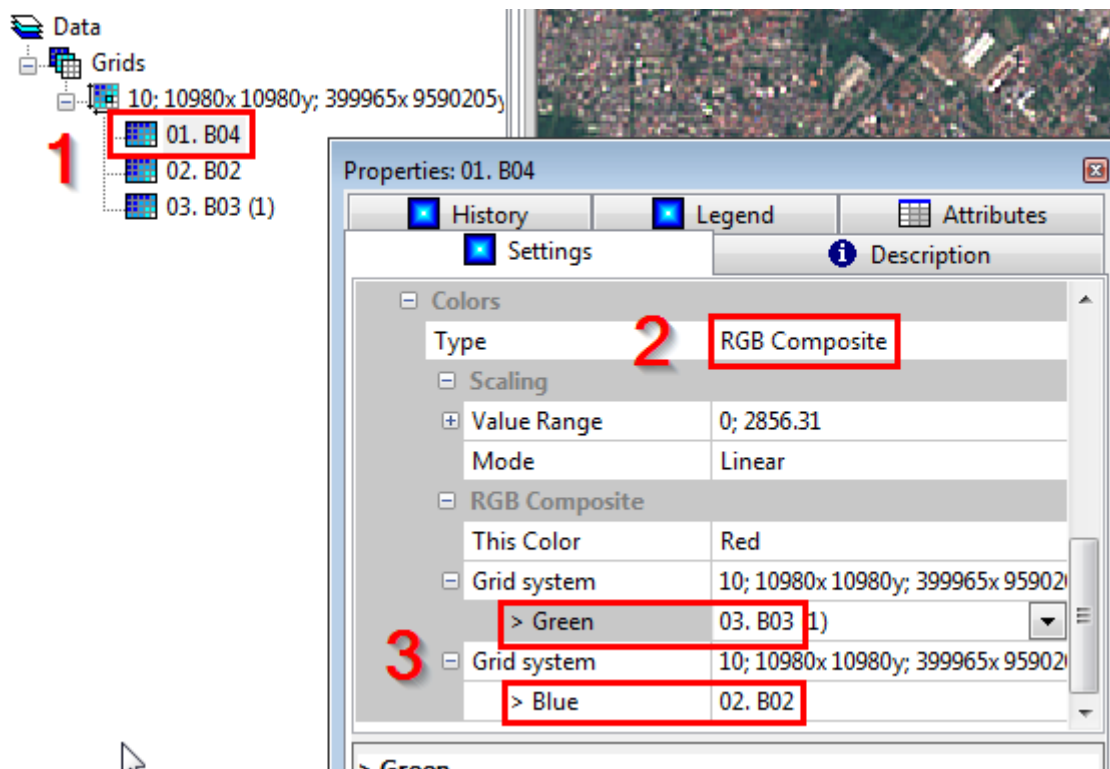 Data
Grids
10; 10980x 10980y; 399965x 9590205y
1
01. B04
02. B02
03. B03 (1)
Properties: 01. B04
History
Legend
Attributes
Settings
Description
Colors
Type
2
RGB Composite
Scaling
Value Range
0; 2856.31
Mode
Linear
RGB Composite
This Color
Red
Grid system
10; 10980x 10980y; 399965x 95902
> Green
03. B03 (1)
3
Grid system
10; 10980x 10980y; 399965x 95902
> Blue
02. B02
> Green